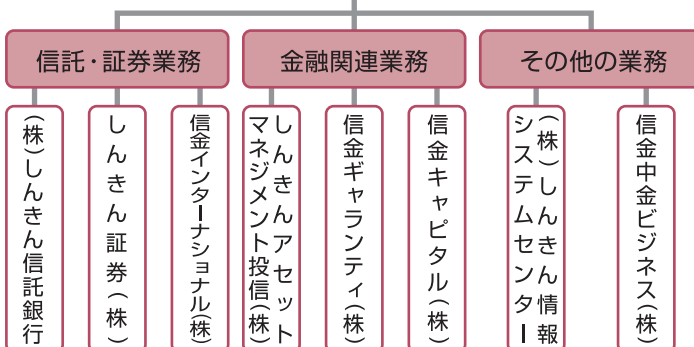 信託・証券業務
金融関連業務
その他の業務
(株)しんきん信託銀行
しんきん証券(株)
信金インターナショナル(株)
しんきんアセット
マネジメント投信(株)
信金ギャランティ(株)
信金キャピタル(株)
(株)しんきん情報
システムセンター
信金中金ビジネス(株)